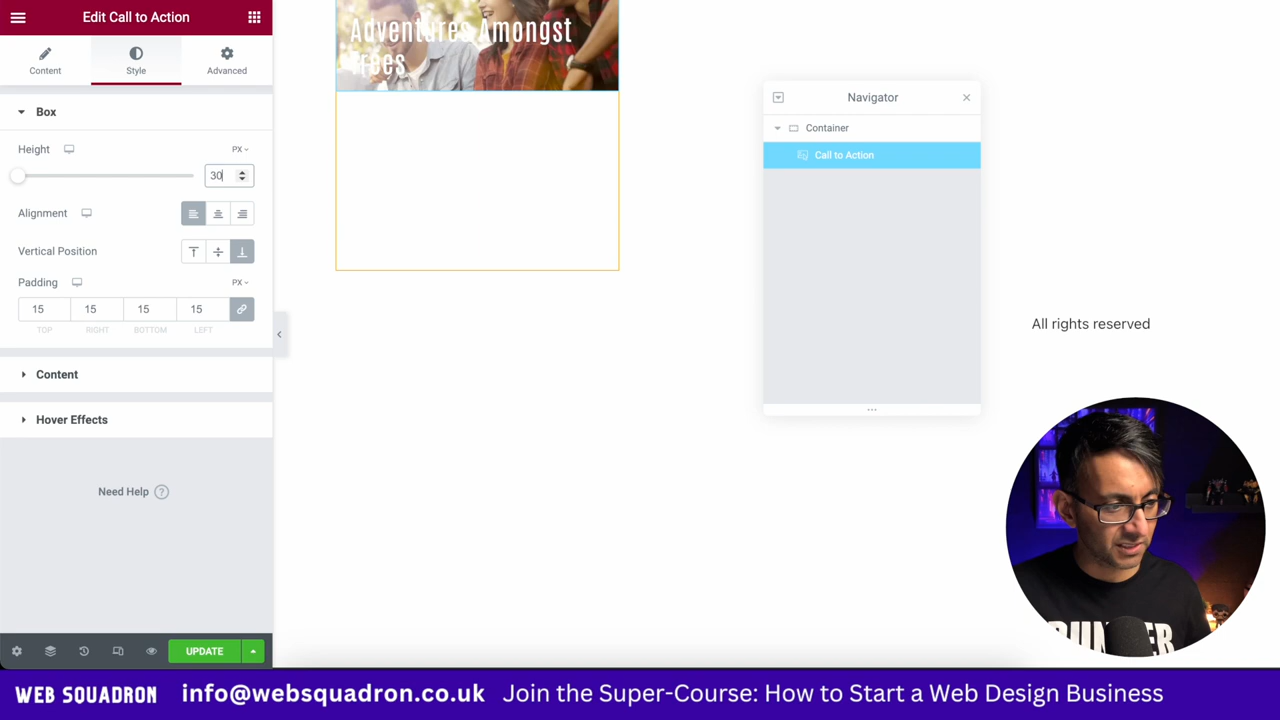 Edit Call to Action
Content
Style
Advanced
Box
Height
PX
30
Alignment
Vertical Position
Padding
PX
15 15 15 15
TOP RIGHT BOTTOM LEFT
Content
Hover Effects
Need Help ?
UPDATE
Adventures Amongst
Trees
Navigator
Container
Call to Action
All rights reserved
WEB SQUADRON info@websquadron.co.uk Join the Super-Course: How to Start a Web Design Business